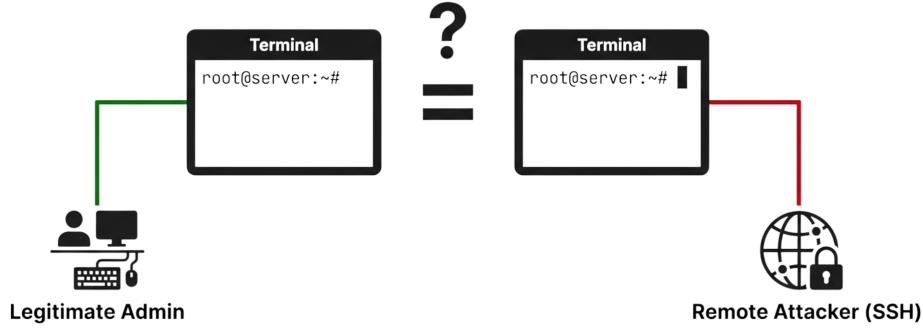 ?
Terminal
root@server:~#
=
Terminal
root@server:~#
Legitimate Admin
Remote Attacker (SSH)